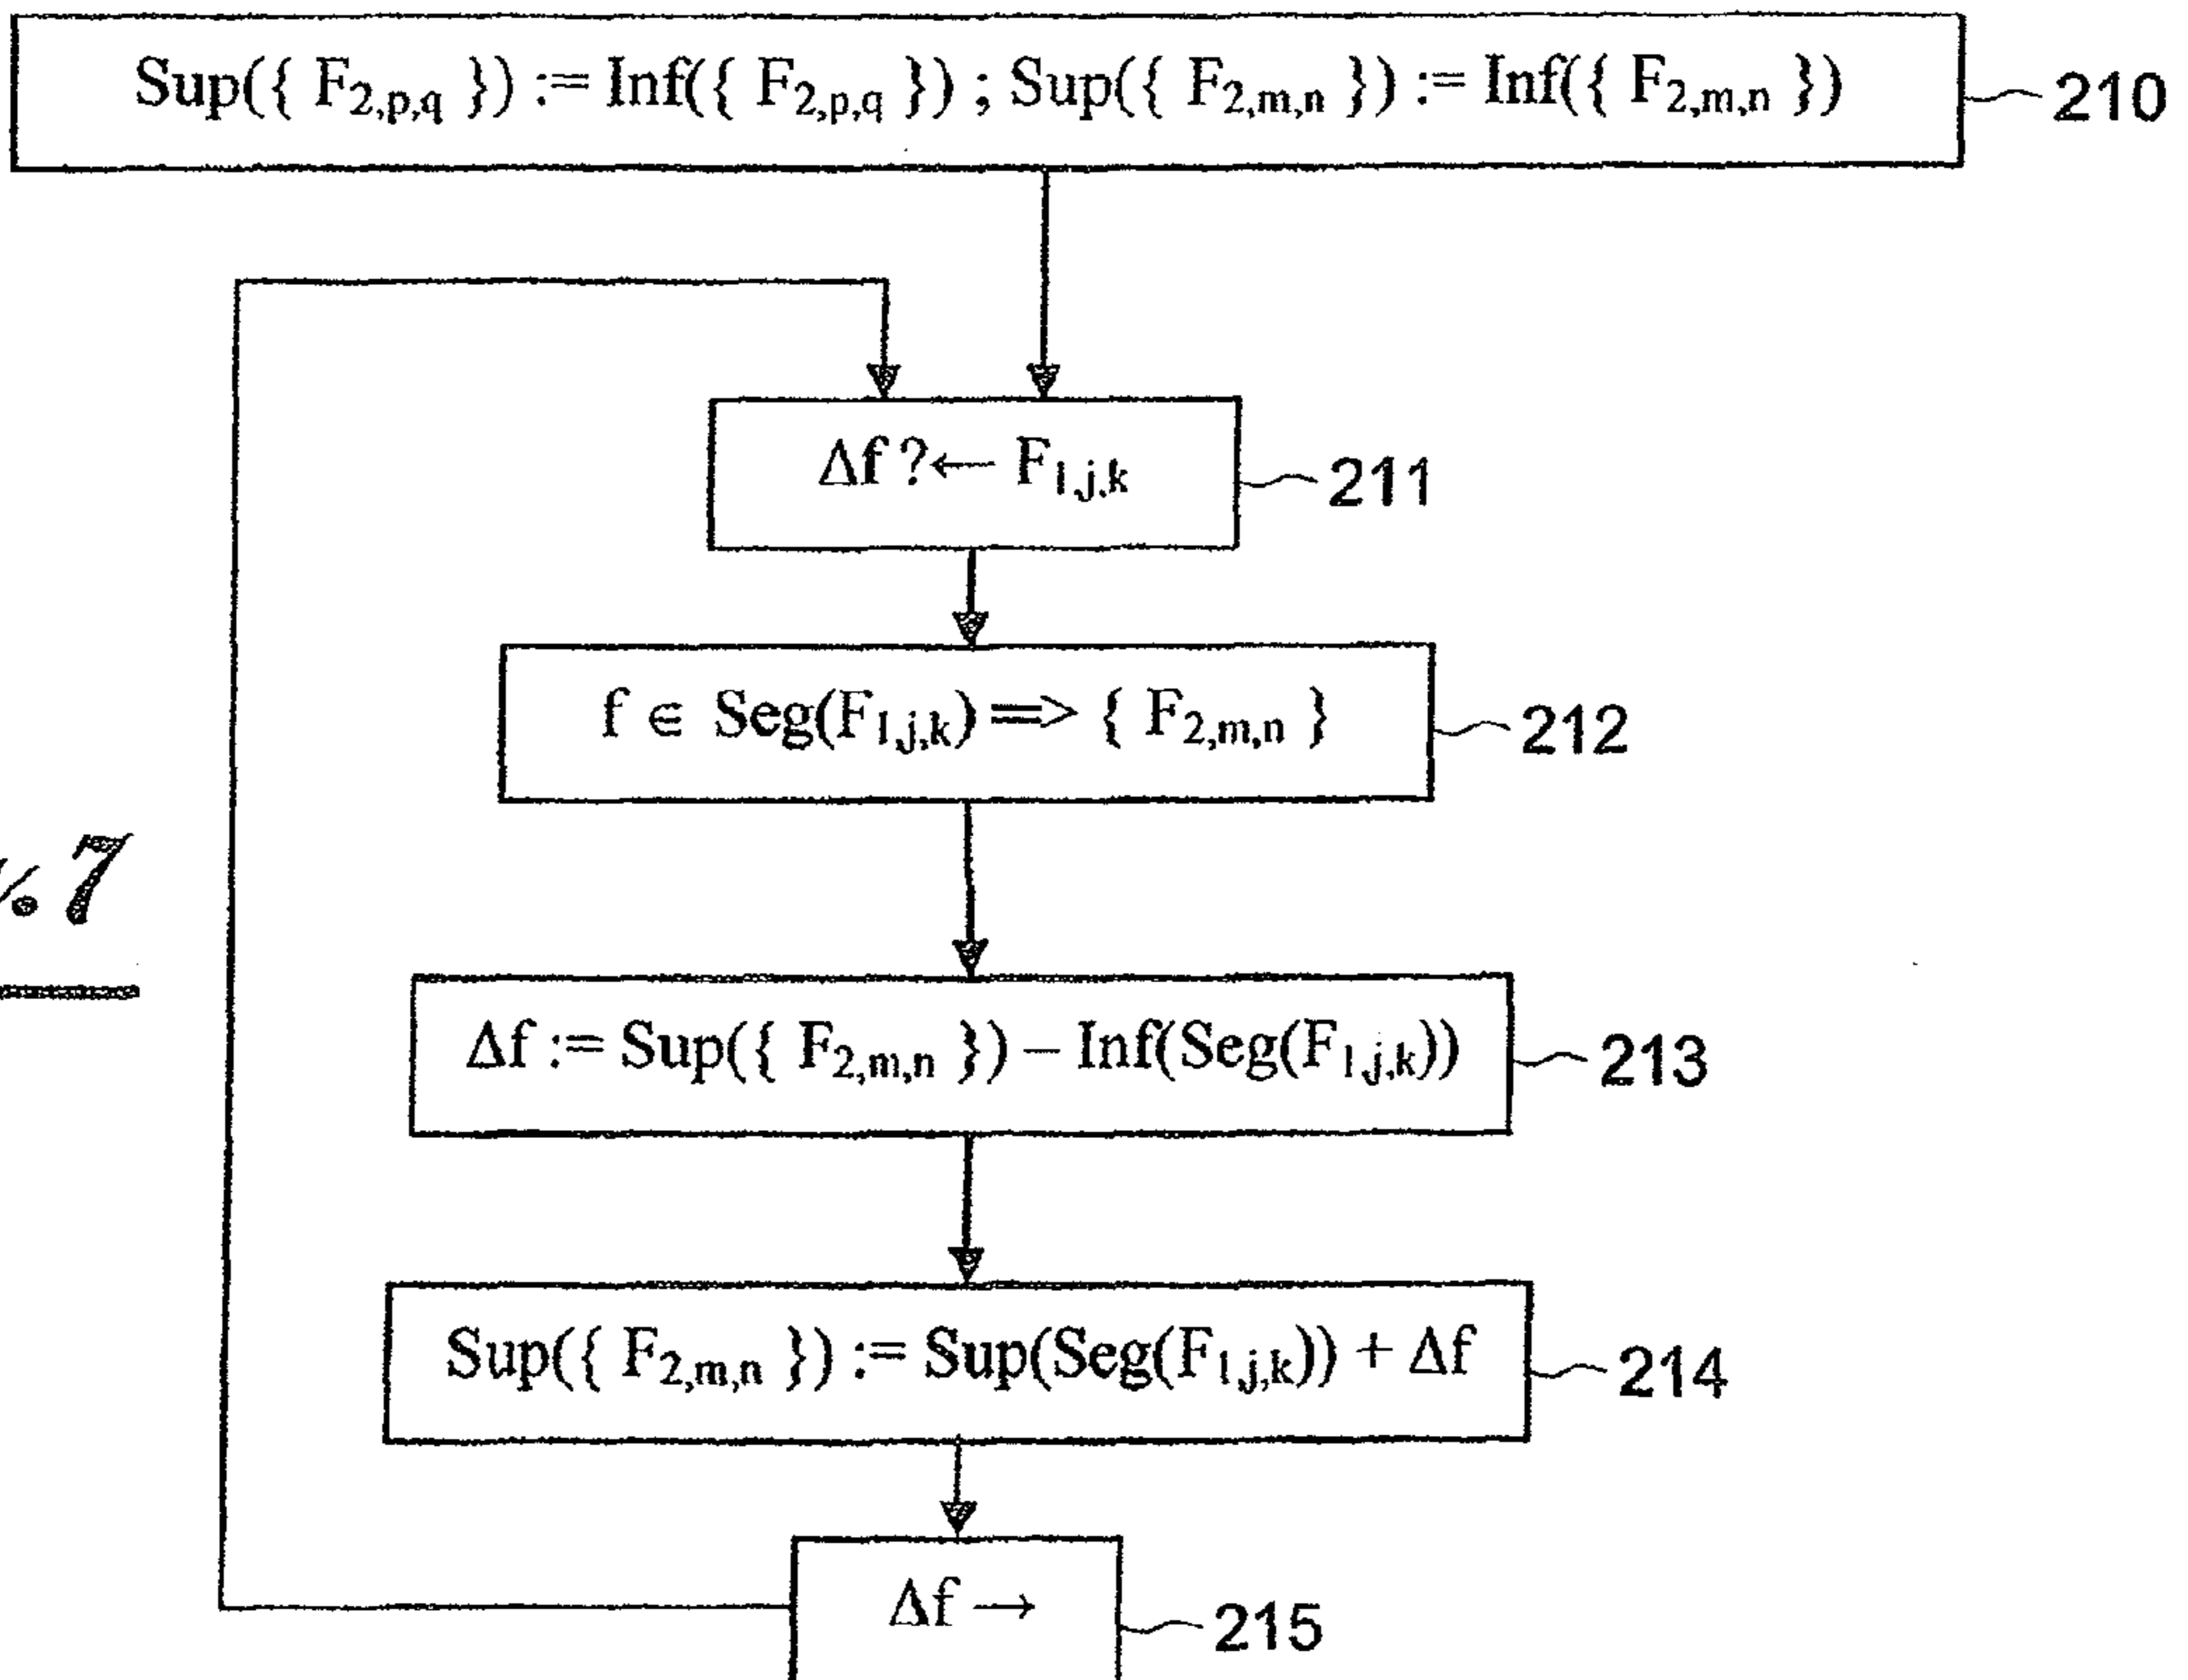 Sup({ F₂,p,q }) := Inf({ F₂,p,q }) ; Sup({ F₂,m,n }) := Inf({ F₂,m,n })
210
Δf ?← F₁,j,k
211
f ∈ Seg(F₁,j,k) => { F₂,m,n }
212
7
Δf := Sup({ F₂,m,n }) – Inf(Seg(F₁,j,k))
213
Sup({ F₂,m,n }) := Sup(Seg(F₁,j,k)) + Δf
214
Δf →
215